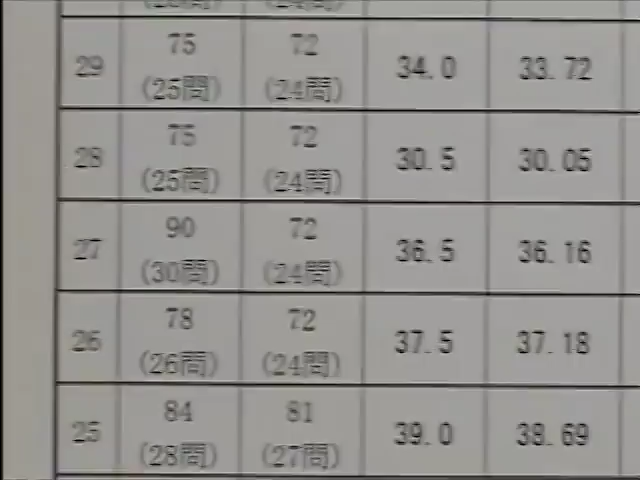 29 75 72 34.0 33.72
(25問) (24問)
28 75 72 30.5 30.05
(25問) (24問)
27 90 72 36.5 36.16
(30問) (24問)
26 78 72 37.5 37.18
(26問) (24問)
25 84 81 39.0 38.69
(28問) (27問)